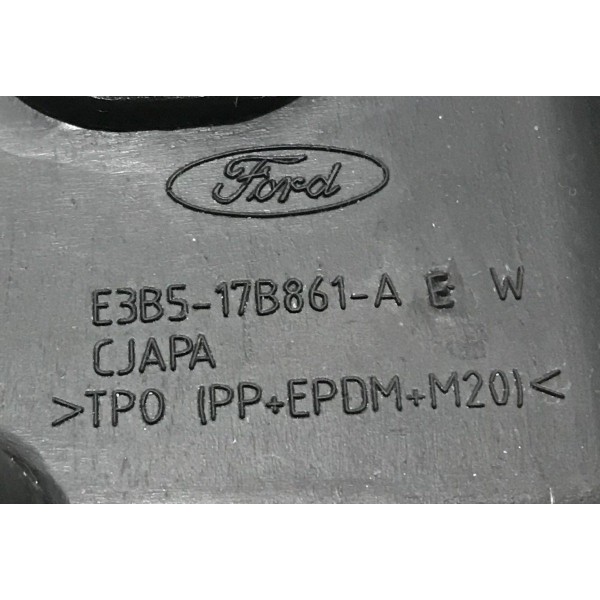 Ford
E3B5-17B861-A E W
CJAPA
>TPO (PP+EPDM+M20)<